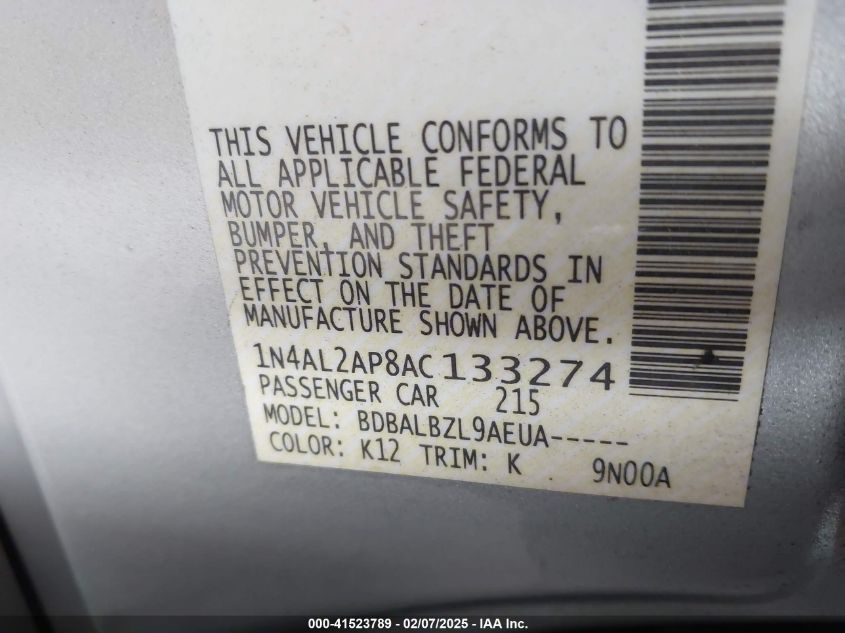 THIS VEHICLE CONFORMS TO
ALL APPLICABLE FEDERAL
MOTOR VEHICLE SAFETY,
BUMPER, AND THEFT
PREVENTION STANDARDS IN
EFFECT ON THE DATE OF
MANUFACTURE SHOWN ABOVE.
1N4AL2AP8AC133274
PASSENGER CAR 215
MODEL: BDBALBZL9AEUA-----
COLOR: K12 TRIM: K 9N00A
000-41523789 - 02/07/2025 - IAA Inc.